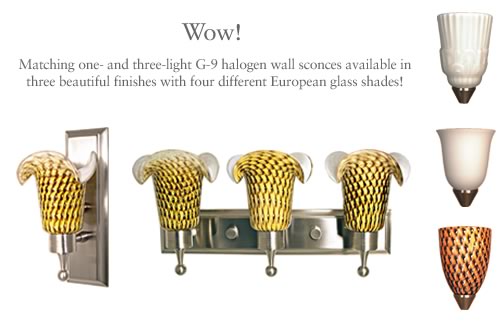 Wow!
Matching one- and three-light G-9 halogen wall sconces available in
three beautiful finishes with four different European glass shades!